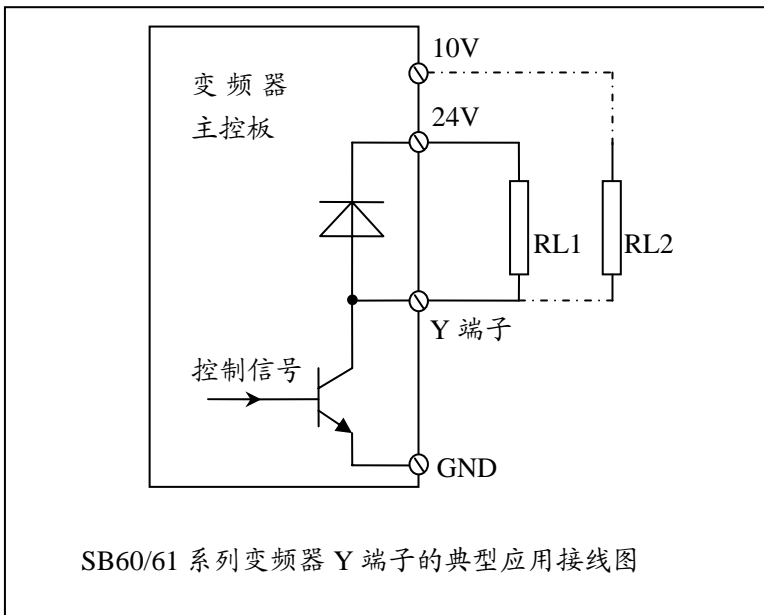 10V
变 频 器
主控板
24V
RL1
RL2
Y 端子
控制信号
GND
SB60/61 系列变频器 Y 端子的典型应用接线图